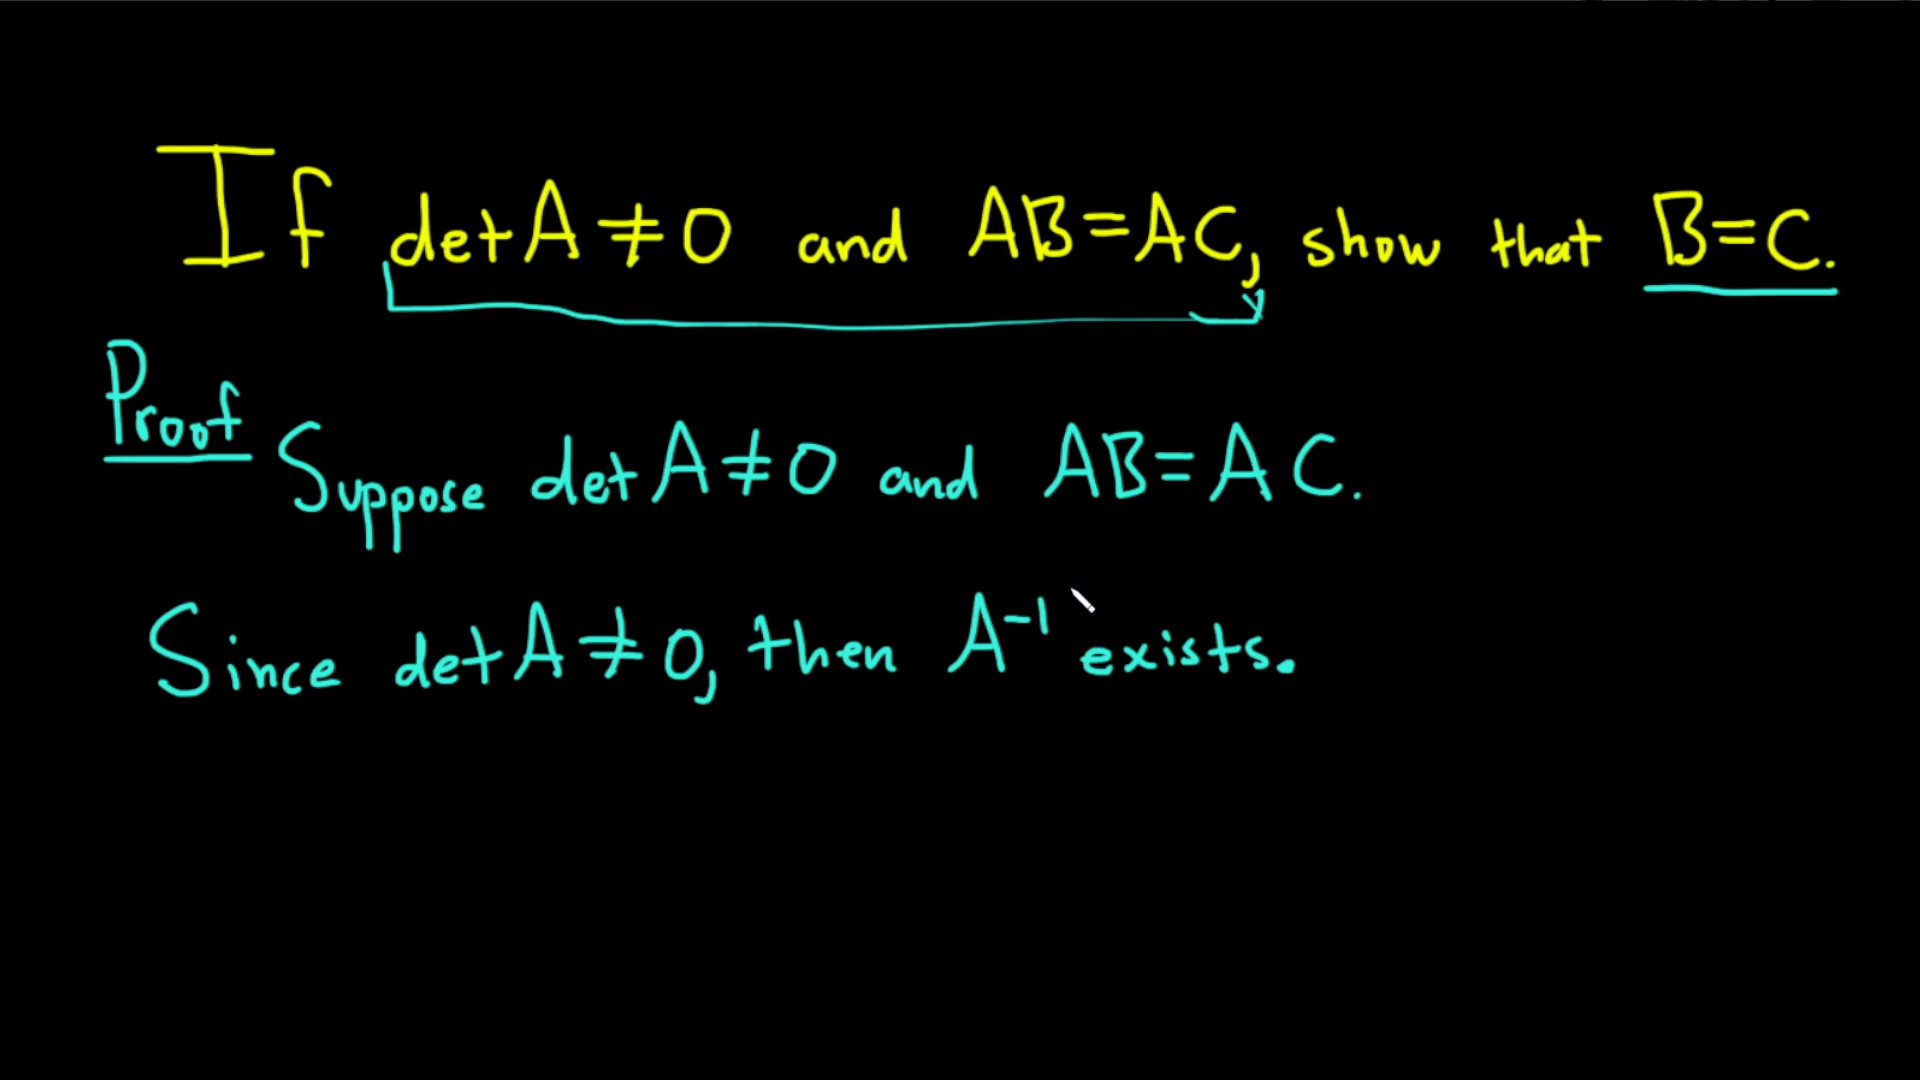 If det A ≠ 0 and AB = AC, show that B = C.
Proof
Suppose det A ≠ 0 and AB = AC.
Since det A ≠ 0, then A⁻¹ exists.